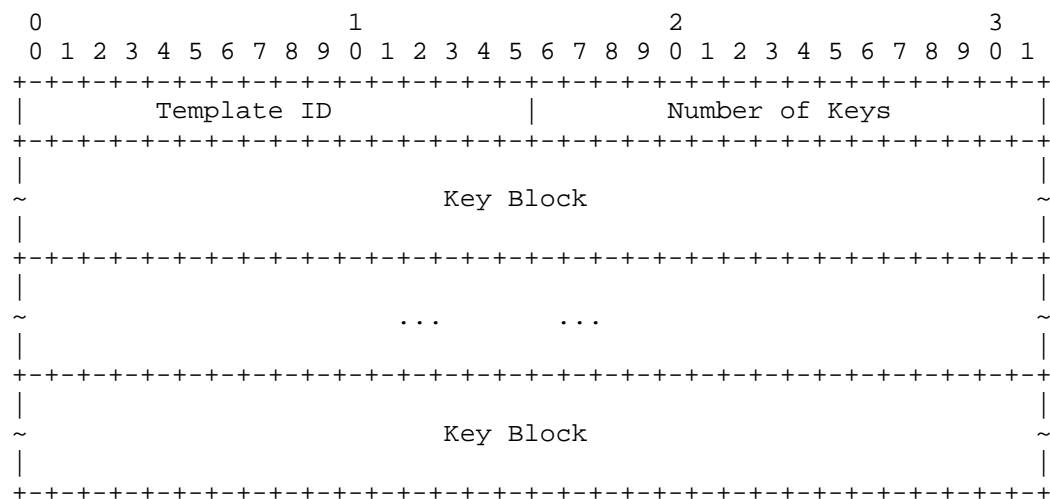 0                   1                   2                   3
 0 1 2 3 4 5 6 7 8 9 0 1 2 3 4 5 6 7 8 9 0 1 2 3 4 5 6 7 8 9 0 1
+-+-+-+-+-+-+-+-+-+-+-+-+-+-+-+-+-+-+-+-+-+-+-+-+-+-+-+-+-+-+-+-+
|        Template ID            |        Number of Keys         |
+-+-+-+-+-+-+-+-+-+-+-+-+-+-+-+-+-+-+-+-+-+-+-+-+-+-+-+-+-+-+-+-+
|                                                               |
~                          Key Block                            ~
|                                                               |
+-+-+-+-+-+-+-+-+-+-+-+-+-+-+-+-+-+-+-+-+-+-+-+-+-+-+-+-+-+-+-+-+
|                                                               |
~                       ...       ...                           ~
|                                                               |
+-+-+-+-+-+-+-+-+-+-+-+-+-+-+-+-+-+-+-+-+-+-+-+-+-+-+-+-+-+-+-+-+
|                                                               |
~                          Key Block                            ~
|                                                               |
+-+-+-+-+-+-+-+-+-+-+-+-+-+-+-+-+-+-+-+-+-+-+-+-+-+-+-+-+-+-+-+-+